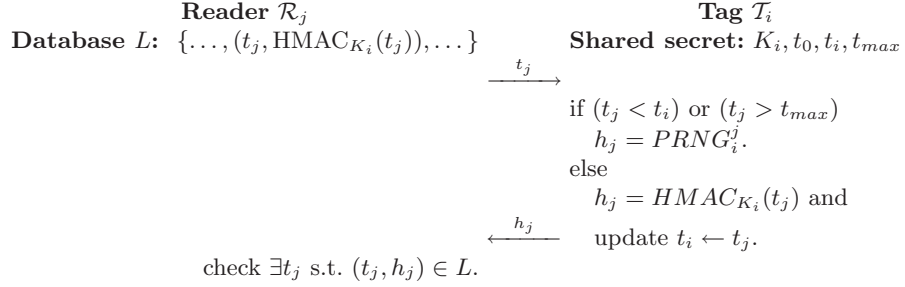 Reader $\mathcal{R}_j$ Tag $\mathcal{T}_i$
Database $L$: $\{\ldots, (t_j, \mathrm{HMAC}_{K_i}(t_j)), \ldots\}$ Shared secret: $K_i, t_0, t_i, t_{max}$
$t_j$
if $(t_j < t_i)$ or $(t_j > t_{max})$
$h_j = PRNG_i^j$.
else
$h_j = HMAC_{K_i}(t_j)$ and
$h_j$ update $t_i \leftarrow t_j$.
check $\exists t_j$ s.t. $(t_j, h_j) \in L$.